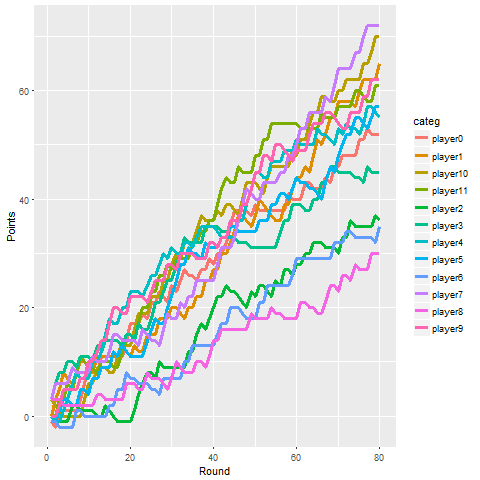 60
40
20
0
Points
0
20
40
60
80
Round
categ
player0
player1
player10
player11
player2
player3
player4
player5
player6
player7
player8
player9